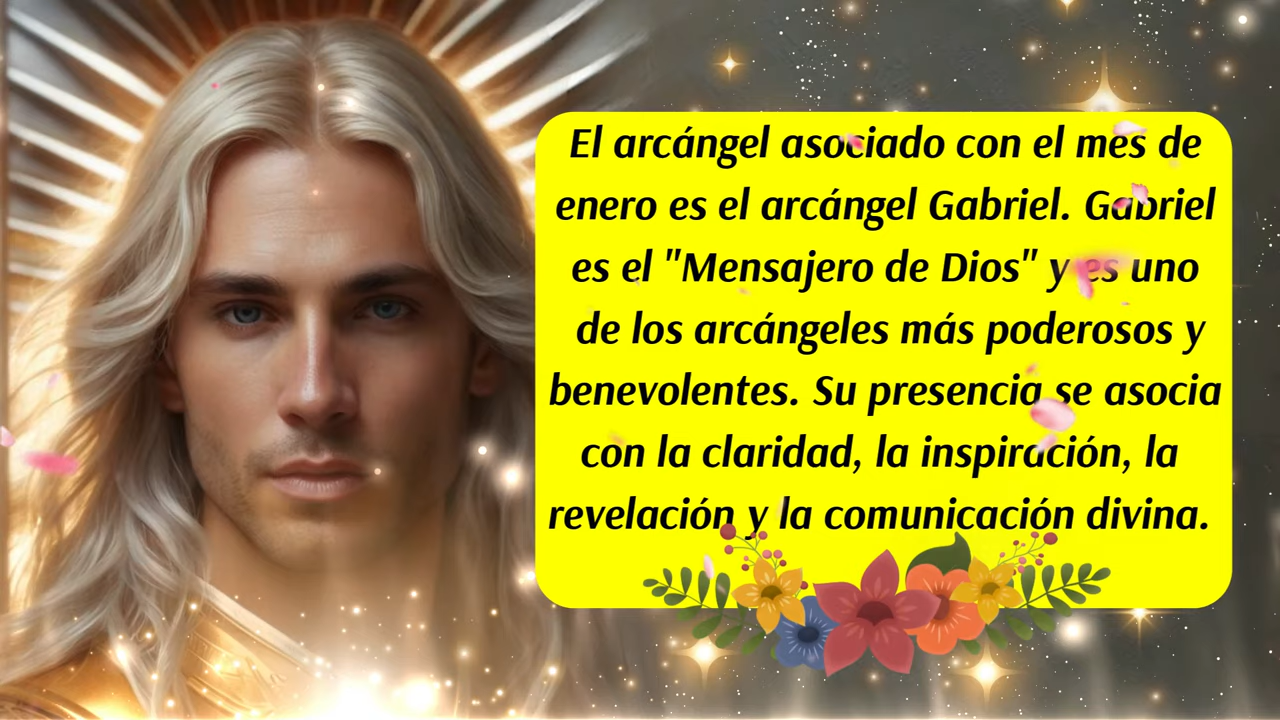 El arcángel asociado con el mes de
enero es el arcángel Gabriel. Gabriel
es el "Mensajero de Dios" y es uno
de los arcángeles más poderosos y
benevolentes. Su presencia se asocia
con la claridad, la inspiración, la
revelación y la comunicación divina.